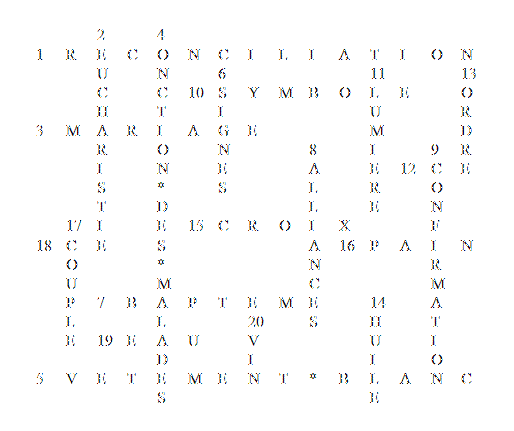 2 4
1 R E C O N C I L I A T I O N
U N 6 11 13
C C 10 S Y M B O L E O
H T I U R
3 M A R I A G E M D
R O N 8 I 9 R
I N E A E 12 C E
S * S L R O
T D L E N
17 I E 15 C R O I X F
18 C E S A 16 P A I N
O * N R
U M C M
P 7 B A P T E M E 14 A
L L 20 S H T
E 19 E A U V U I
D I I O
5 V E T E M E N T * B L A N C
S E